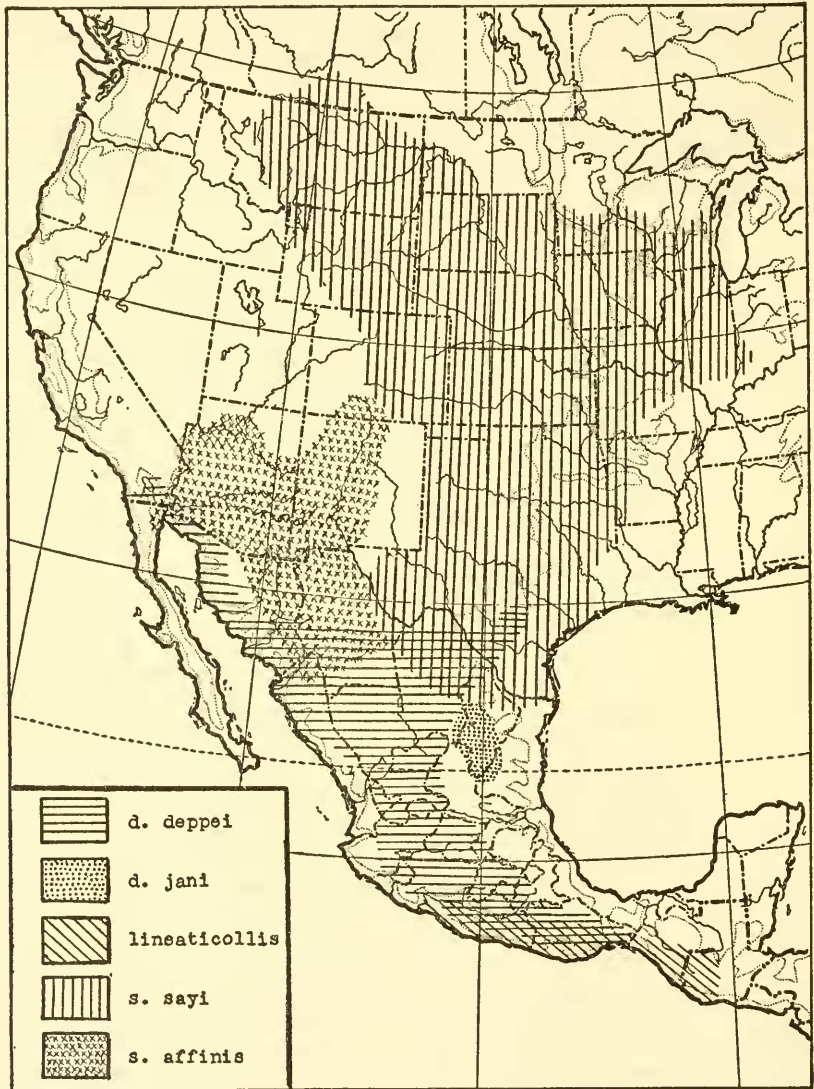 d. deppei
d. jani
lineaticollis
s. sayi
s. affinis